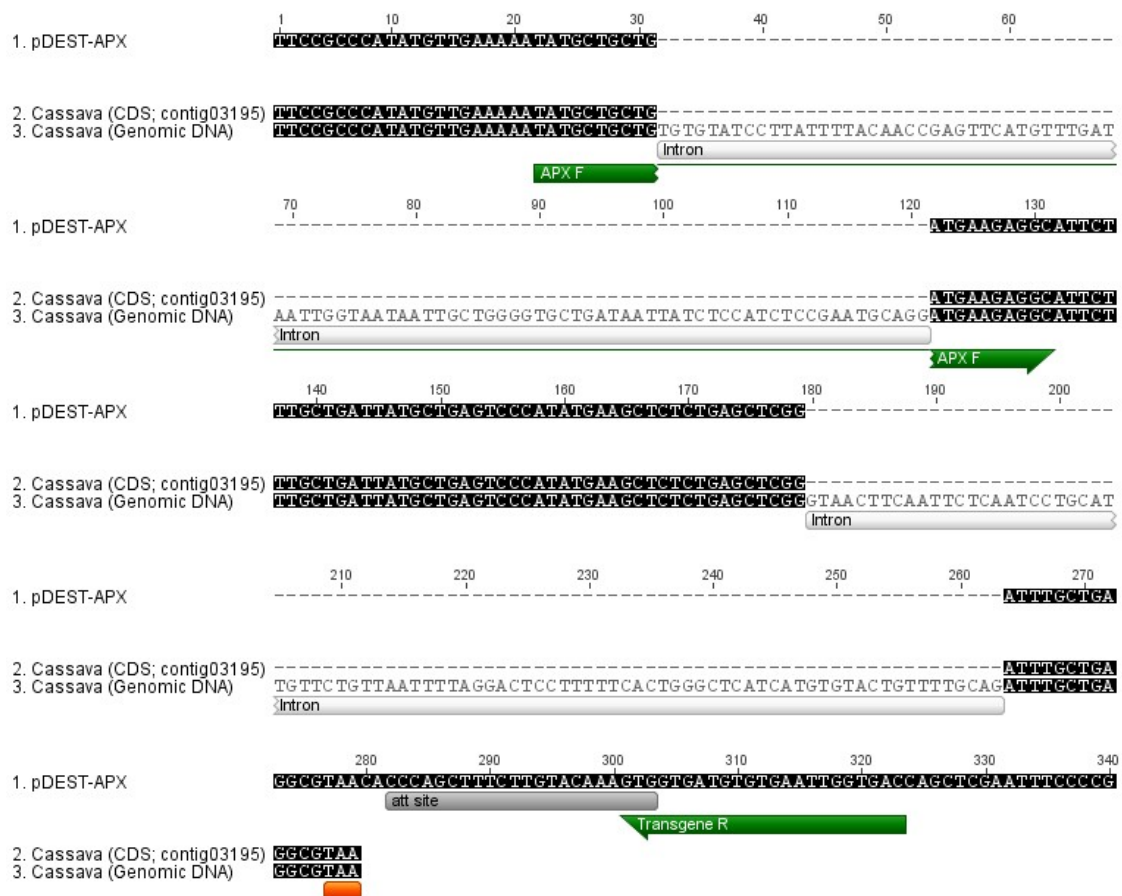 1 10 20 30 40 50 60
1. pDEST-APX TTCCGCCCATATGTTGAAAAATATGCTGCTG------------------------------------
2. Cassava (CDS; contig03195) TTCCGCCCATATGTTGAAAAATATGCTGCTG------------------------------------
3. Cassava (Genomic DNA) TTCCGCCCATATGTTGAAAAATATGCTGCTGTGTGTATCCTTATTTTACAACCGAGTTCATGTTTGAT
Intron
APX F
70 80 90 100 110 120 130
1. pDEST-APX -----------------------------------------------------ATGAAGAGGCATTCT
2. Cassava (CDS; contig03195) -----------------------------------------------------ATGAAGAGGCATTCT
3. Cassava (Genomic DNA) AATTGGTAATAATTGCTGGGGTGCTGATAATTATCTCCATCTCCGAATGCAGGATGAAGAGGCATTCT
Intron
APX F
140 150 160 170 180 190 200
1. pDEST-APX TTGCTGATTATGCTGAGTCCCATATGAAGCTCTCTGAGCTCGG-------------------------
2. Cassava (CDS; contig03195) TTGCTGATTATGCTGAGTCCCATATGAAGCTCTCTGAGCTCGG-------------------------
3. Cassava (Genomic DNA) TTGCTGATTATGCTGAGTCCCATATGAAGCTCTCTGAGCTCGGGTAACTTCAATTCTCAATCCTGCAT
Intron
210 220 230 240 250 260 270
1. pDEST-APX -----------------------------------------------------------ATTTGCTGA
2. Cassava (CDS; contig03195) -----------------------------------------------------------ATTTGCTGA
3. Cassava (Genomic DNA) TGTTCTGTTAATTTTAGGACTCCTTTTTCACTGGGCTCATCATGTGTACTGTTTTGCAGATTTGCTGA
Intron
280 290 300 310 320 330 340
1. pDEST-APX GGCGTAACACCCAGCTTTCTTGTACAAAGTGGTGATGTGTGAATTGGTGACCAGCTCGAATTTCCCCG
att site
Transgene R
2. Cassava (CDS; contig03195) GGCGTAA
3. Cassava (Genomic DNA) GGCGTAA